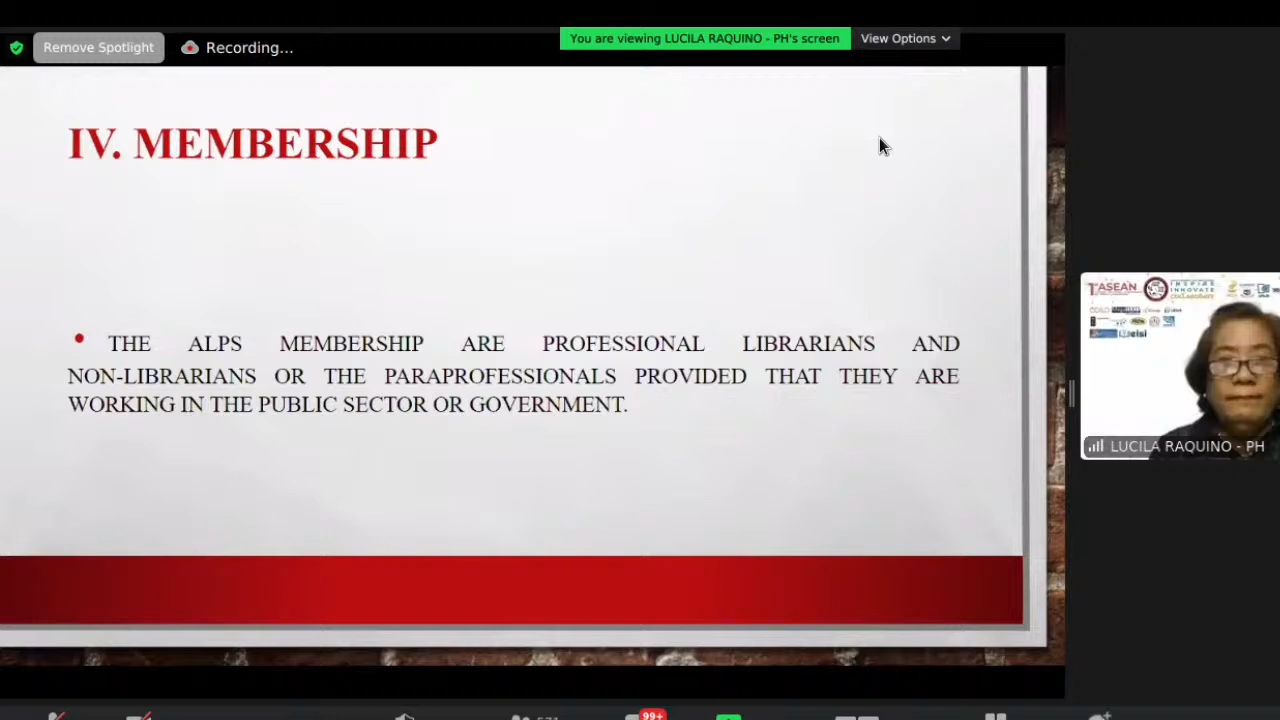 Remove Spotlight
Recording...
You are viewing LUCILA RAQUINO - PH's screen
View Options
IV. MEMBERSHIP
• THE ALPS MEMBERSHIP ARE PROFESSIONAL LIBRARIANS AND
NON-LIBRARIANS OR THE PARAPROFESSIONALS PROVIDED THAT THEY ARE
WORKING IN THE PUBLIC SECTOR OR GOVERNMENT.
ASEAN
INSPIRE
INNOVATE
LUCILA RAQUINO - PH
99+